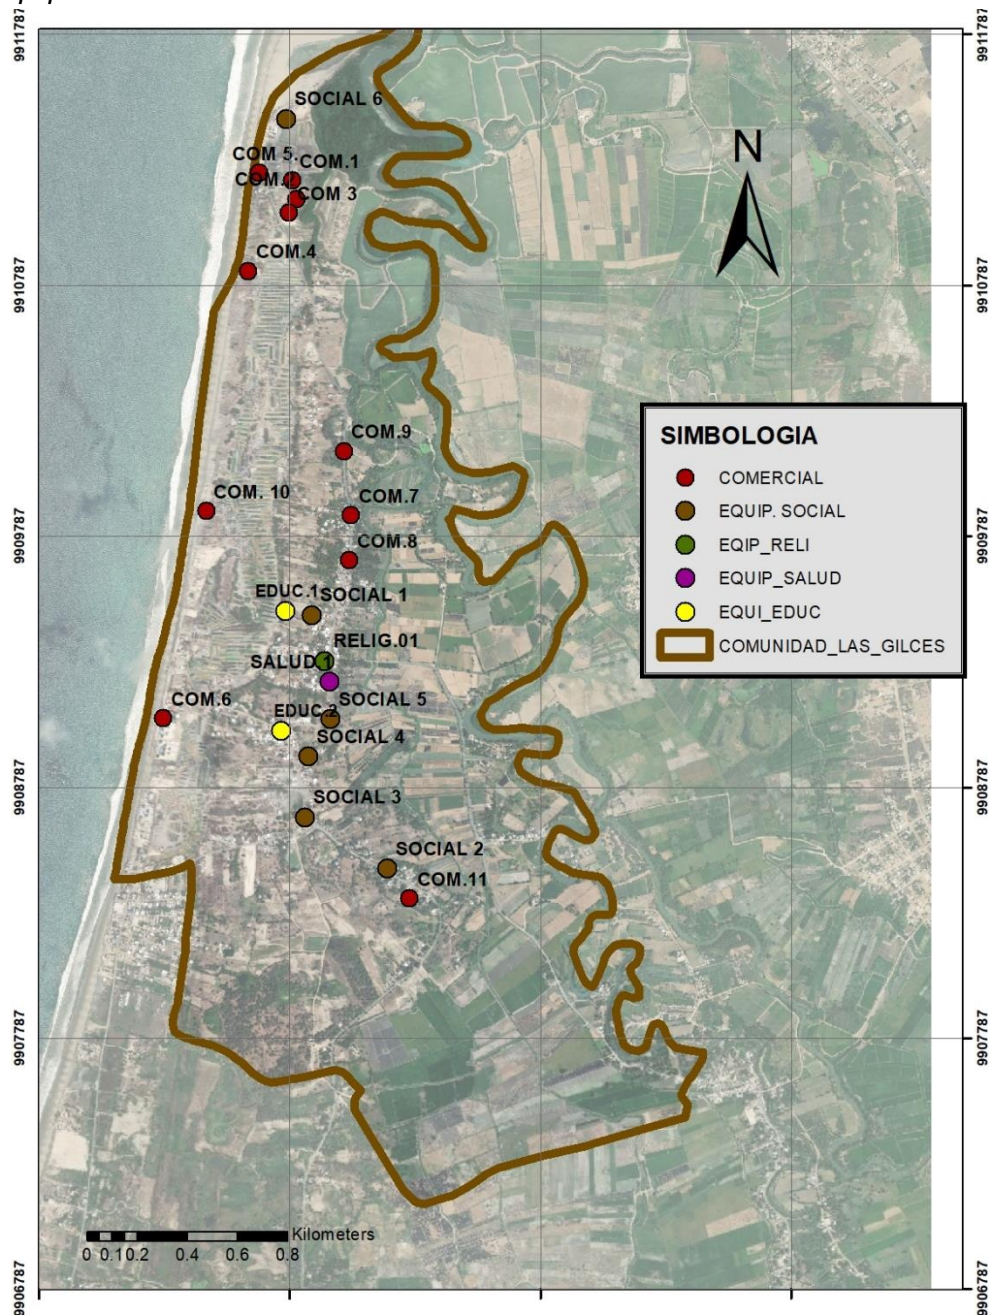 9911787
9911787
SOCIAL 6
COM 5.
COM.1
COM.
COM 3
N
COM.4
9910787
9910787
COM.9
SIMBOLOGIA
COMERCIAL
COM. 10
COM.7
EQUIP. SOCIAL
9909787
9909787
EQIP_RELI
COM.8
EQUIP_SALUD
EDUC.1
SOCIAL 1
EQUI_EDUC
RELIG.01
COMUNIDAD_LAS_GILCES
SALUD 1
COM.6
SOCIAL 5
EDUC.2
SOCIAL 4
9908787
9908787
SOCIAL 3
SOCIAL 2
COM.11
9907787
9907787
Kilometers
0 0.1 0.2 0.4 0.6 0.8
9906787
9906787